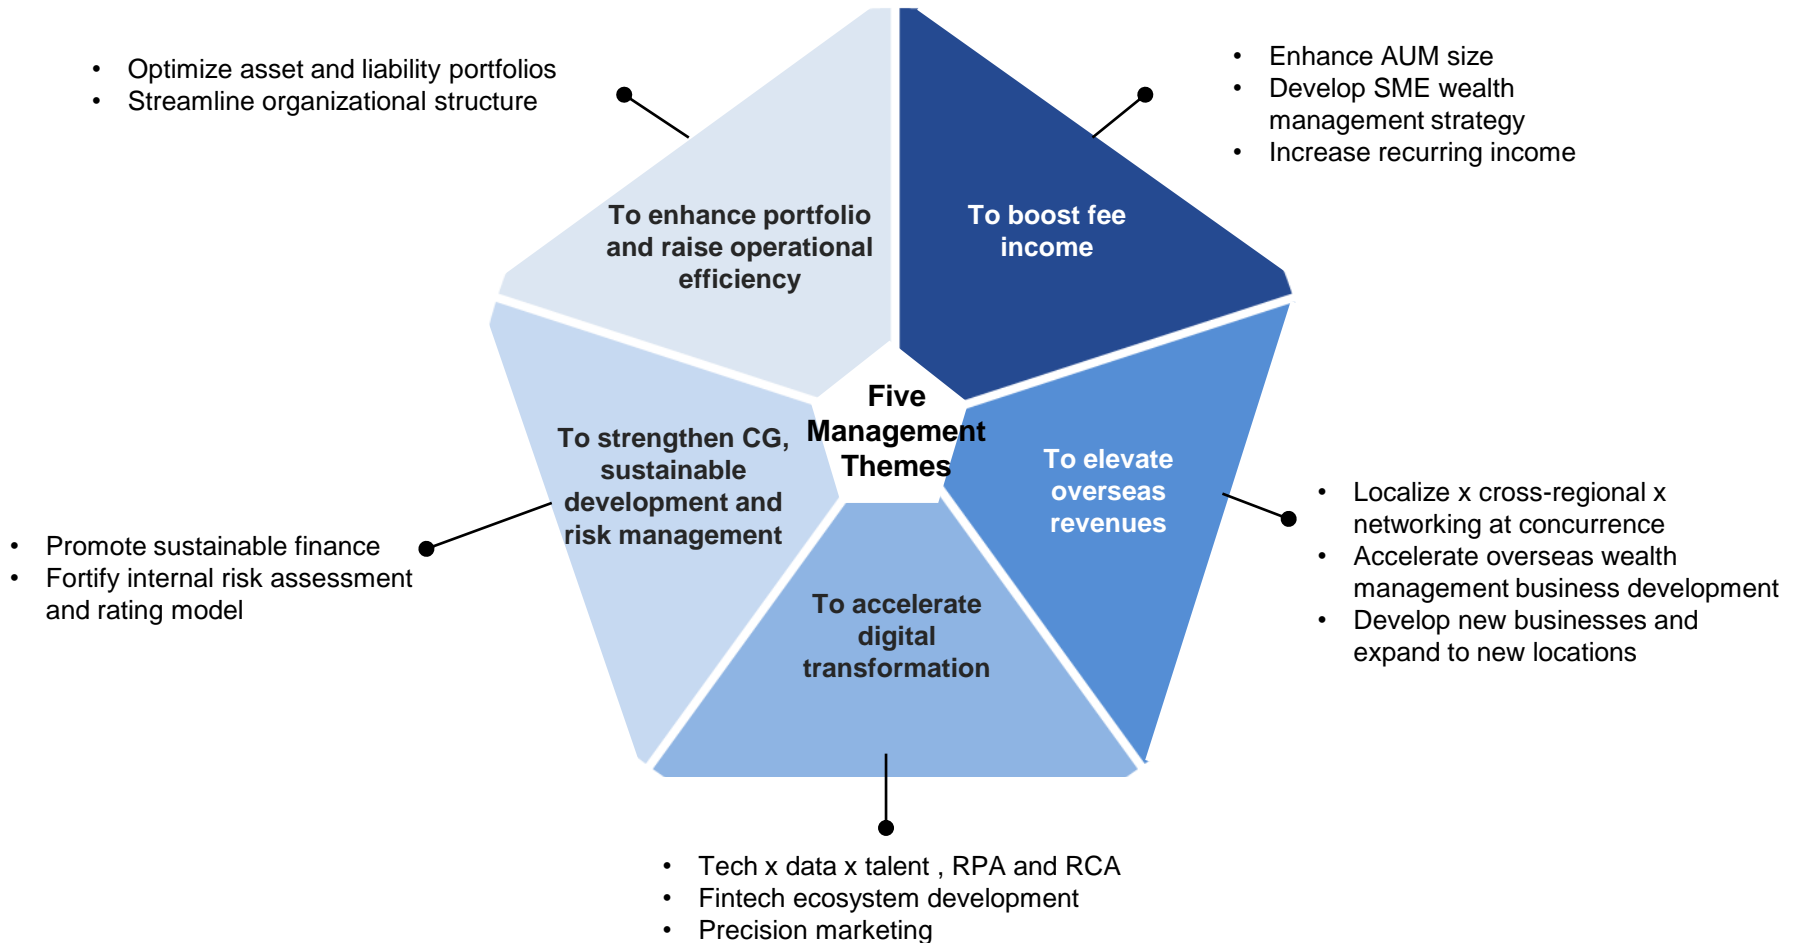 • Optimize asset and liability portfolios
• Streamline organizational structure
• Enhance AUM size
• Develop SME wealth
management strategy
• Increase recurring income
To enhance portfolio
and raise operational
efficiency
To boost fee
income
Five
Management
Themes
To strengthen CG,
sustainable
development and
risk management
To elevate
overseas
revenues
• Promote sustainable finance
• Fortify internal risk assessment
and rating model
• Localize x cross-regional x
networking at concurrence
• Accelerate overseas wealth
management business development
• Develop new businesses and
expand to new locations
To accelerate
digital
transformation
• Tech x data x talent , RPA and RCA
• Fintech ecosystem development
• Precision marketing